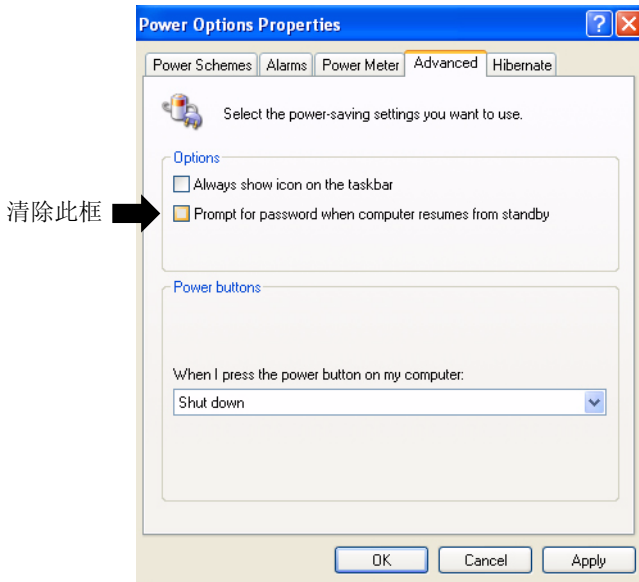 Power Options Properties
Power Schemes Alarms Power Meter Advanced Hibernate
Select the power-saving settings you want to use.
Options
Always show icon on the taskbar
清除此框
Prompt for password when computer resumes from standby
Power buttons
When I press the power button on my computer:
Shut down
OK Cancel Apply